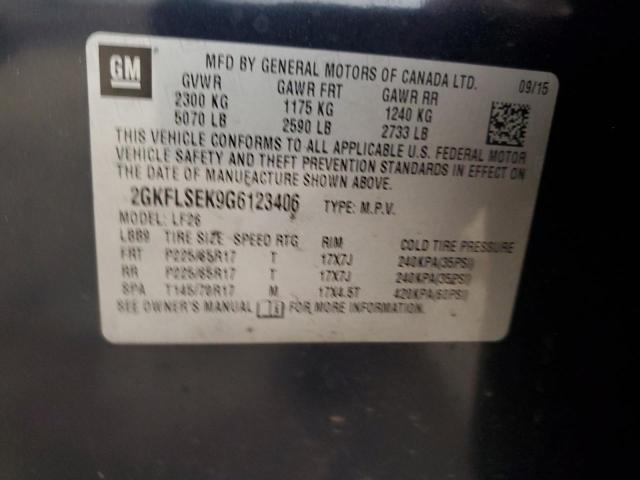 GM
MFD BY GENERAL MOTORS OF CANADA LTD.
09/15
GVWR GAWR FRT GAWR RR
2300 KG 1175 KG 1240 KG
5070 LB 2590 LB 2733 LB
THIS VEHICLE CONFORMS TO ALL APPLICABLE U.S. FEDERAL MOTOR
VEHICLE SAFETY AND THEFT PREVENTION STANDARDS IN EFFECT ON
THE DATE OF MANUFACTURE SHOWN ABOVE.
2GKFLSEK9G6123406 TYPE: M.P.V.
MODEL: LF26
LBB9 TIRE SIZE SPEED RTG RIM COLD TIRE PRESSURE
FRT P225/65R17 T 17X7J 240KPA(35PSI)
RR P225/65R17 T 17X7J 240KPA(35PSI)
SPA T145/70R17 M 17X4.5T 420KPA(60PSI)
SEE OWNER'S MANUAL FOR MORE INFORMATION.